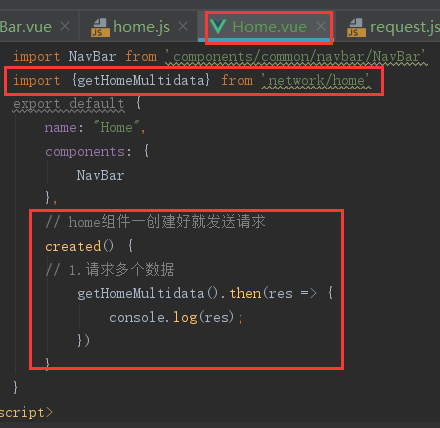 Bar.vue × home.js × Home.vue × request.js
import NavBar from 'components/common/navbar/NavBar'
import {getHomeMultidata} from 'network/home'
export default {
name: "Home",
components: {
NavBar
},
// home组件一创建好就发送请求
created() {
// 1.请求多个数据
getHomeMultidata().then(res => {
console.log(res);
})
}
}
script>